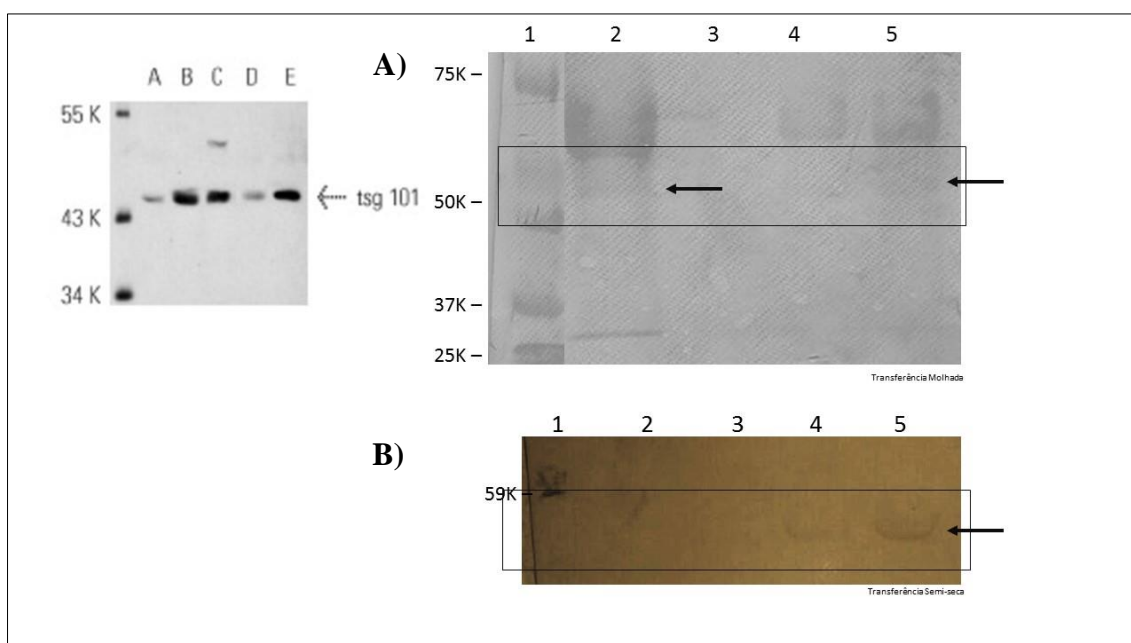 A B C D E
55 K
43 K
34 K
tsg 101
A)
1 2 3 4 5
75K
50K
37K
25K
Transferência Molhada
B)
1 2 3 4 5
59K
Transferência Semi-seca